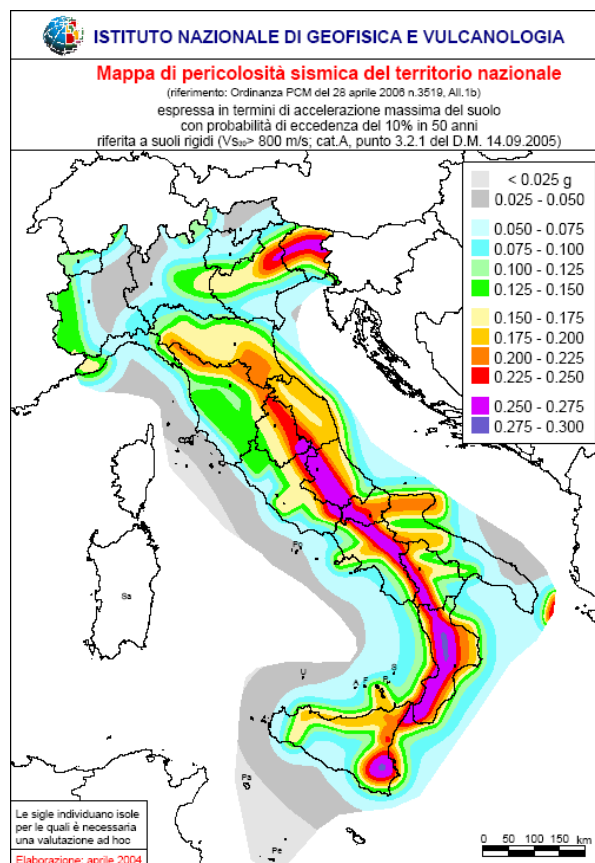 ISTITUTO NAZIONALE DI GEOFISICA E VULCANOLOGIA
Mappa di pericolosità sismica del territorio nazionale
(riferimento: Ordinanza PCM del 28 aprile 2006 n.3519, All.1b)
espressa in termini di accelerazione massima del suolo
con probabilità di eccedenza del 10% in 50 anni
riferita a suoli rigidi (Vs₃₀> 800 m/s; cat.A, punto 3.2.1 del D.M. 14.09.2005)
< 0.025 g
0.025 - 0.050
0.050 - 0.075
0.075 - 0.100
0.100 - 0.125
0.125 - 0.150
0.150 - 0.175
0.175 - 0.200
0.200 - 0.225
0.225 - 0.250
0.250 - 0.275
0.275 - 0.300
Po
Sa
U
A
Pa
Pe
Le sigle individuano isole
per le quali è necessaria
una valutazione ad hoc
Elaborazione: aprile 2004
0 50 100 150 km